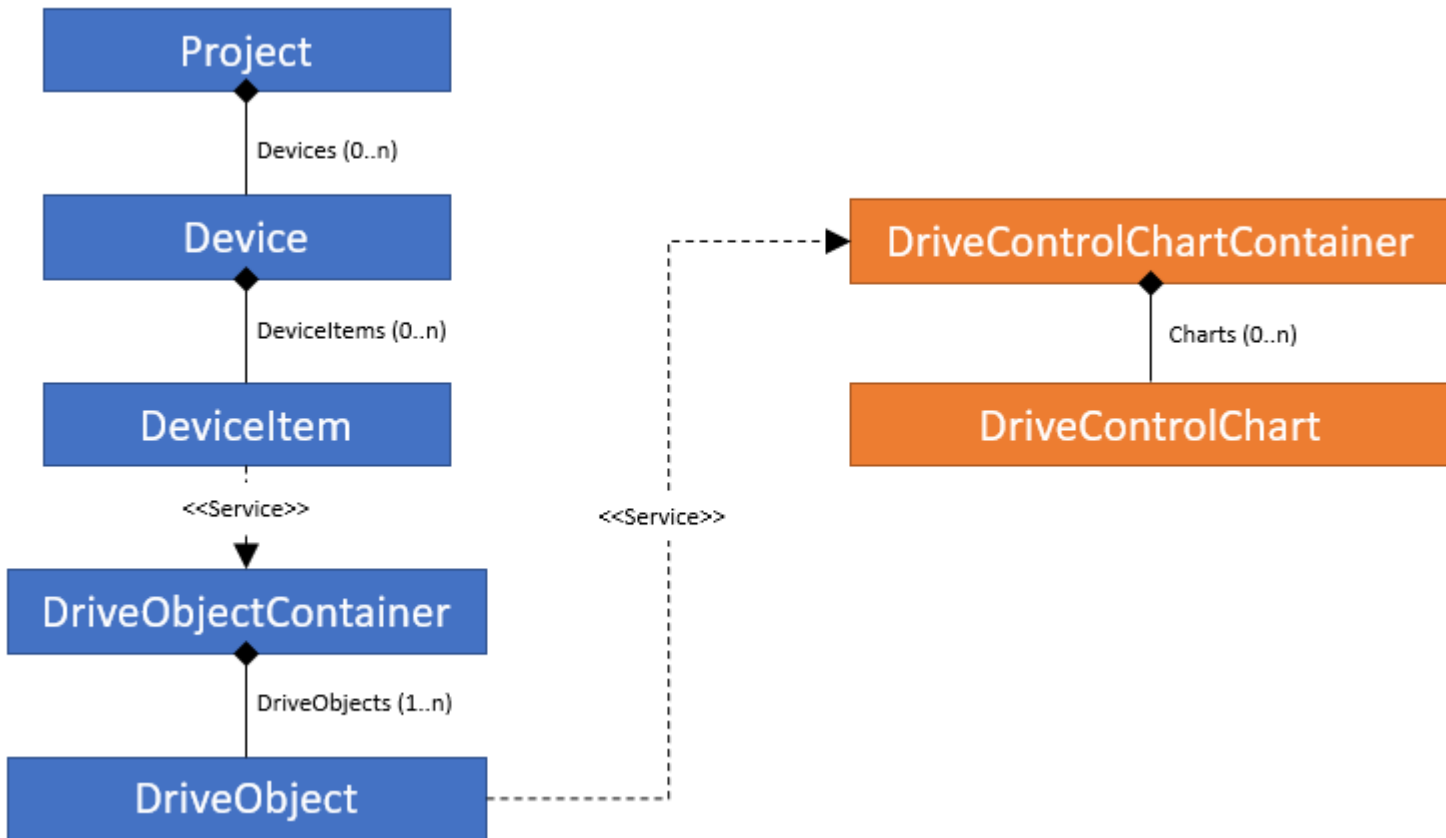 Project
Devices (0..n)
Device
DeviceItems (0..n)
DeviceItem
<<Service>>
DriveObjectContainer
DriveObjects (1..n)
DriveObject
<<Service>>
DriveControlChartContainer
Charts (0..n)
DriveControlChart